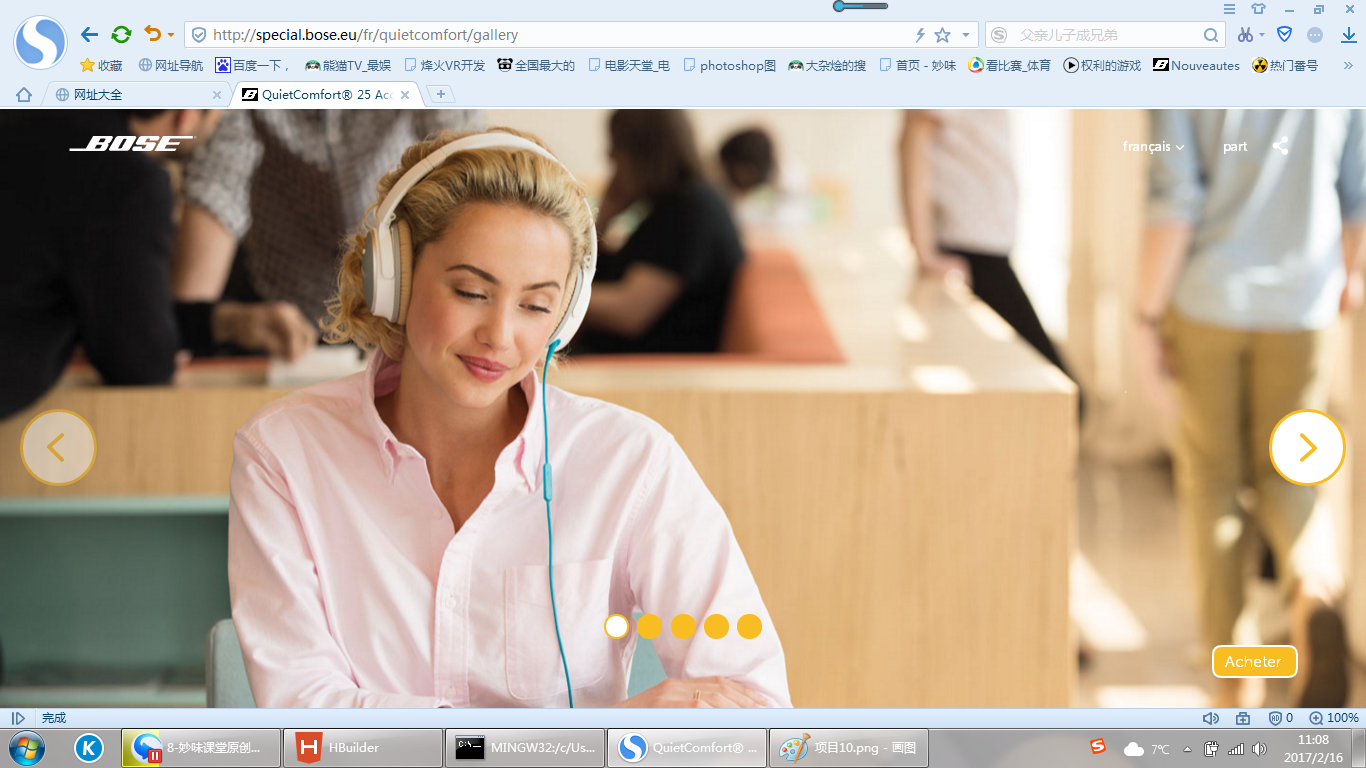 http://special.bose.eu/fr/quietcomfort/gallery
父亲儿子成兄弟
收藏 网址导航 百度一下， 熊猫TV_最娱 烽火VR开发 全国最大的 电影天堂_电 photoshop图 大杂烩的搜 首页 - 妙味 看比赛_体育 权利的游戏 Nouveautes 热门番号 »
网址大全 QuietComfort® 25 Acc
BOSE
français part
Acheter
完成 0 100%
8-妙味课堂原创... HBuilder MINGW32:/c/Us... QuietComfort® ... 项目10.png - 画图 7℃ 11:08
2017/2/16